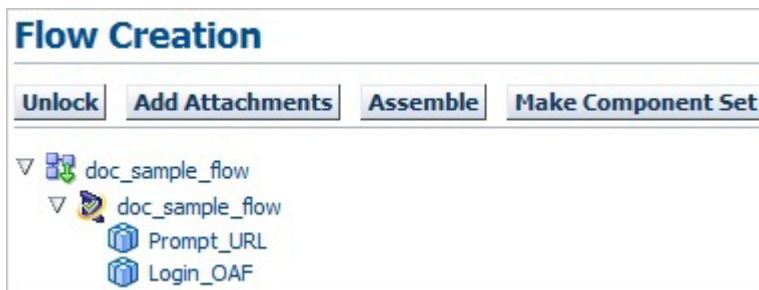 Flow Creation
Unlock Add Attachments Assemble Make Component Set
doc_sample_flow
doc_sample_flow
Prompt_URL
Login_OAF